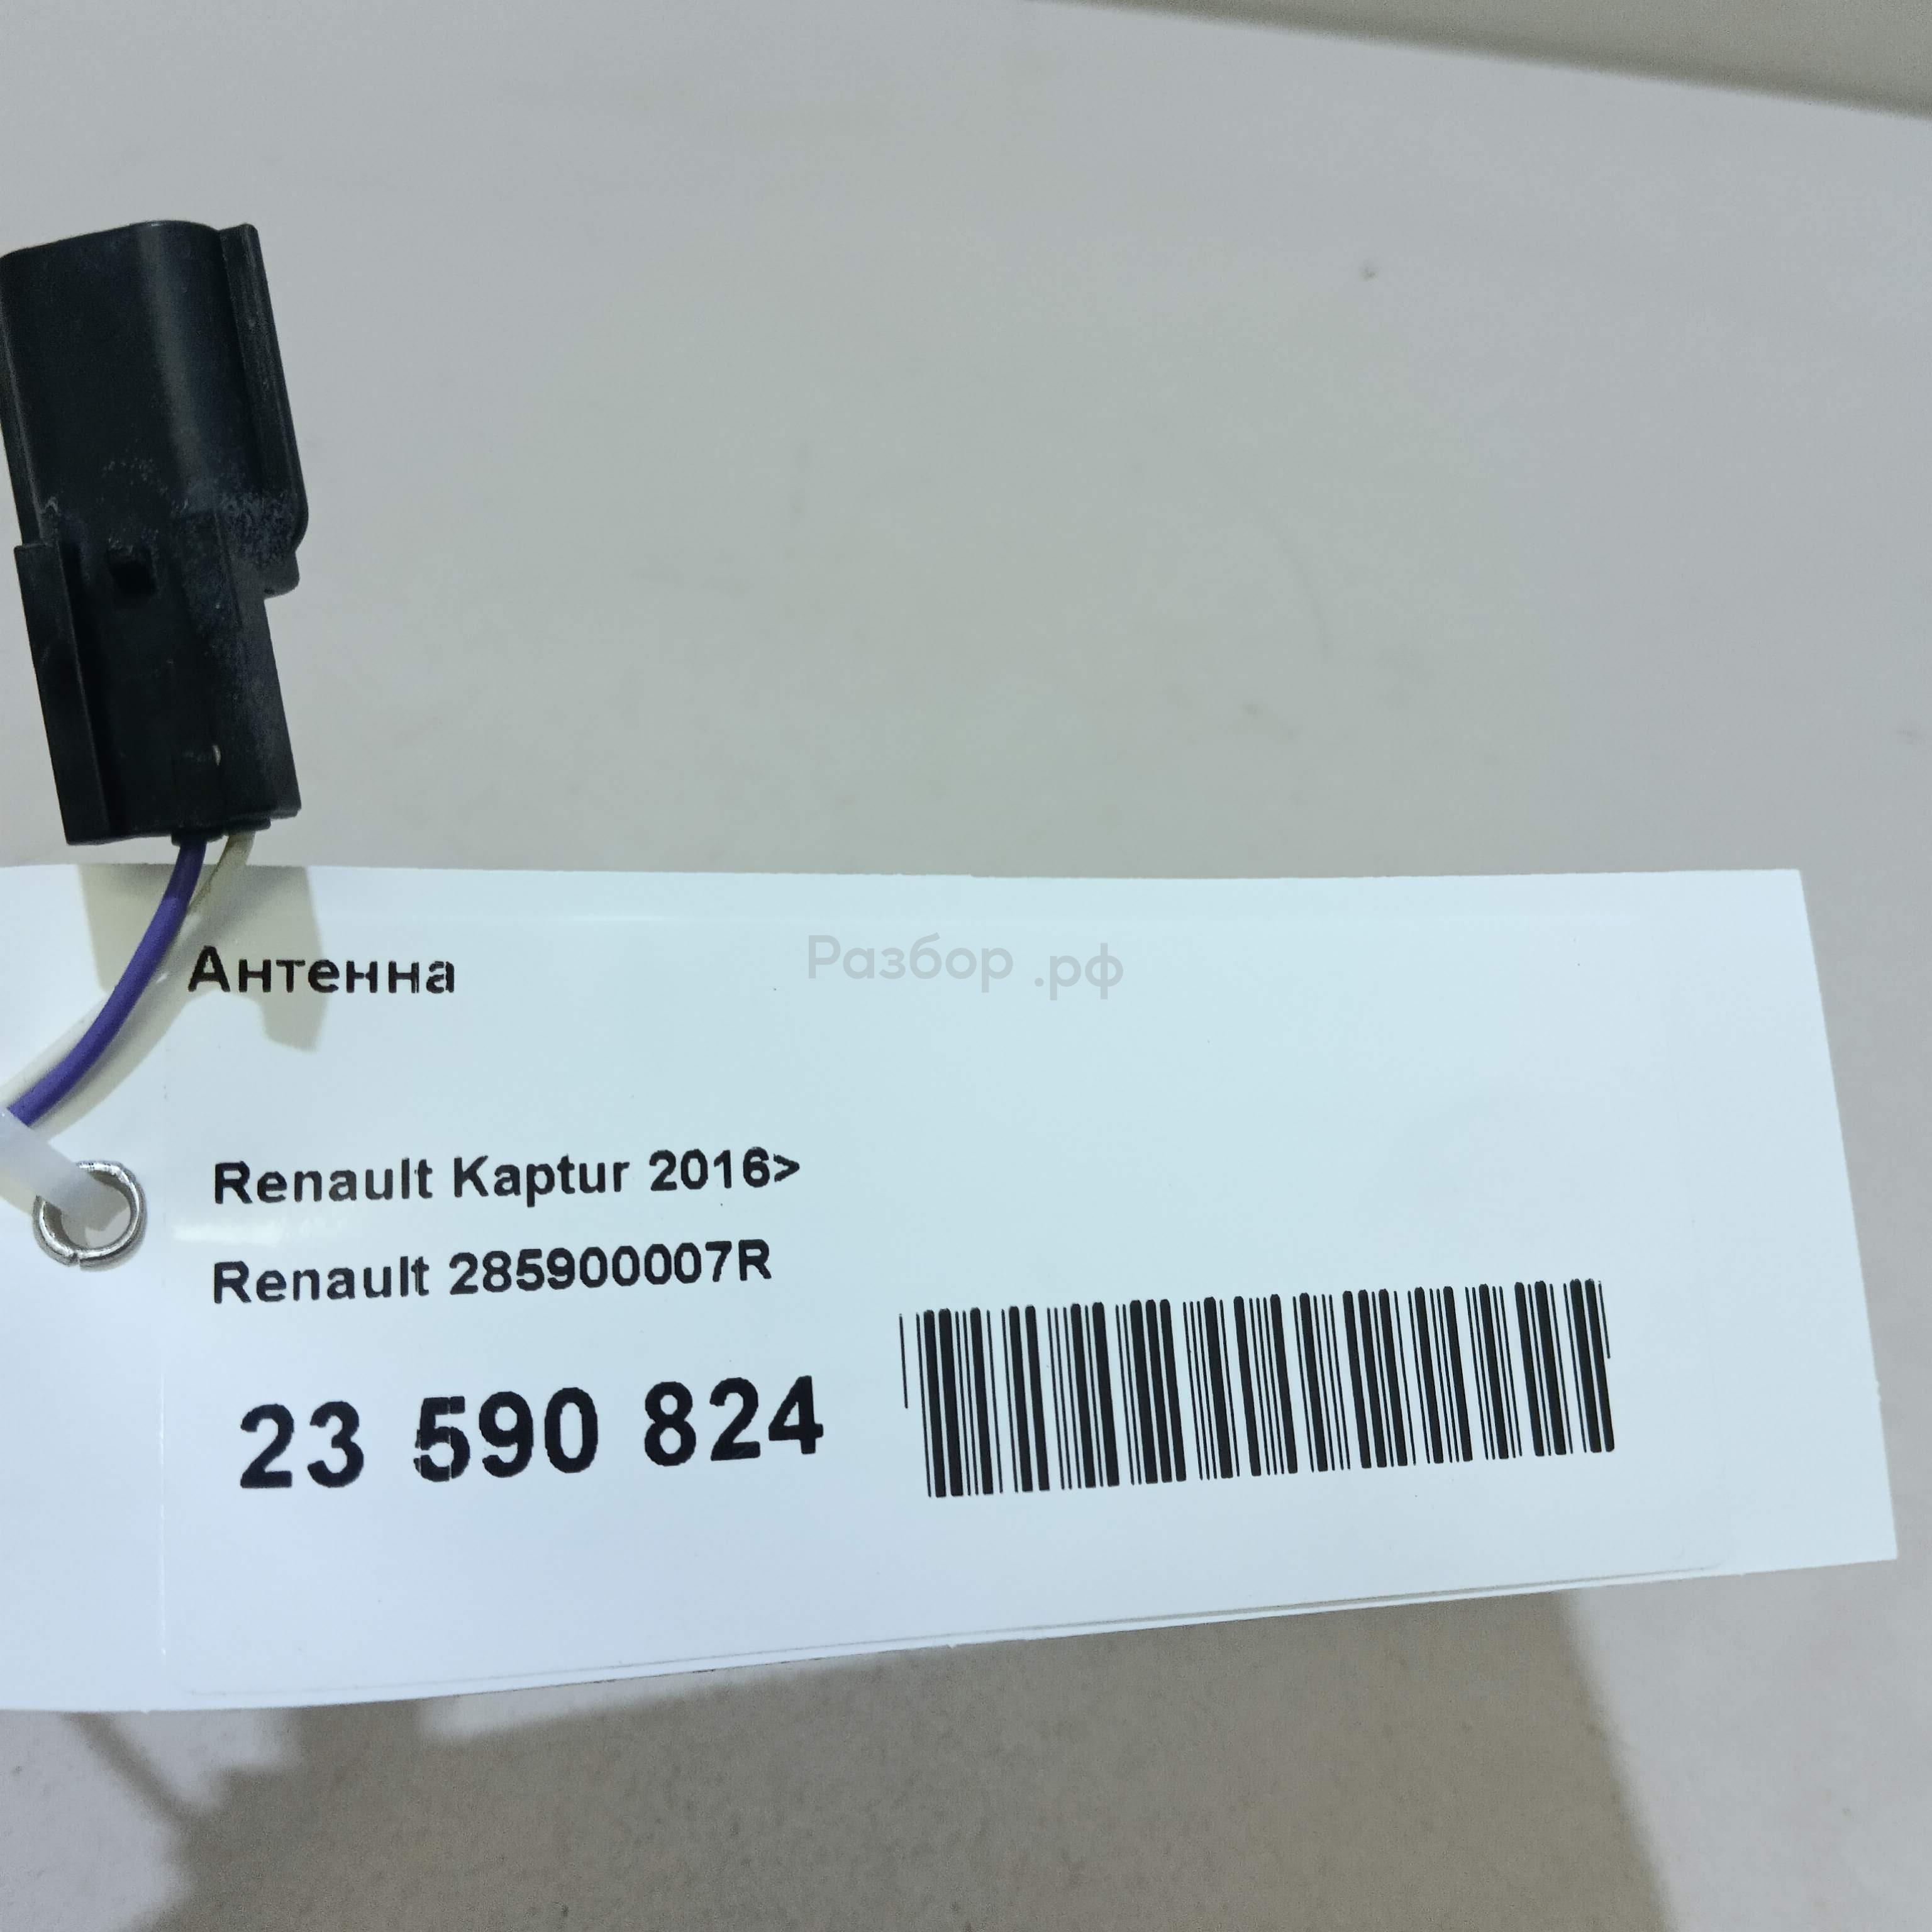 Антенна
Разбор.рф
Renault Kaptur 2016>
Renault 285900007R
23 590 824